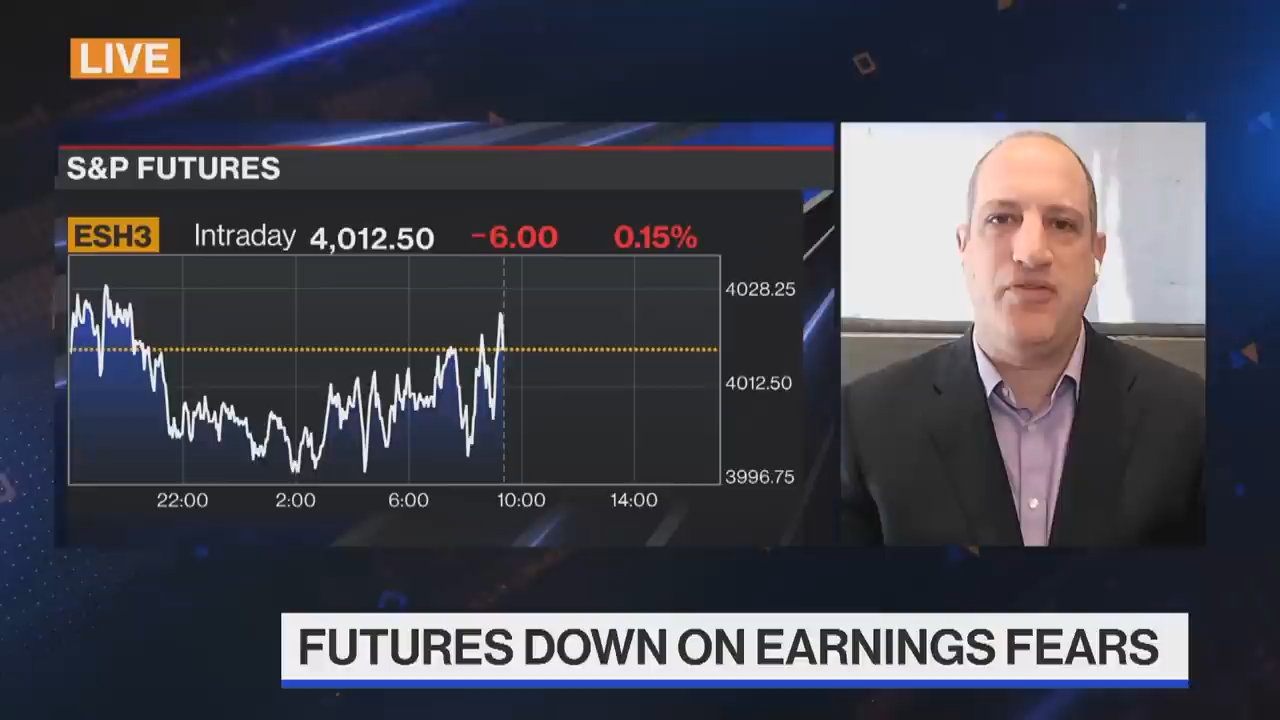 LIVE
S&P FUTURES
ESH3 Intraday 4,012.50 -6.00 0.15%
4028.25
4012.50
3996.75
22:00 2:00 6:00 10:00 14:00
FUTURES DOWN ON EARNINGS FEARS